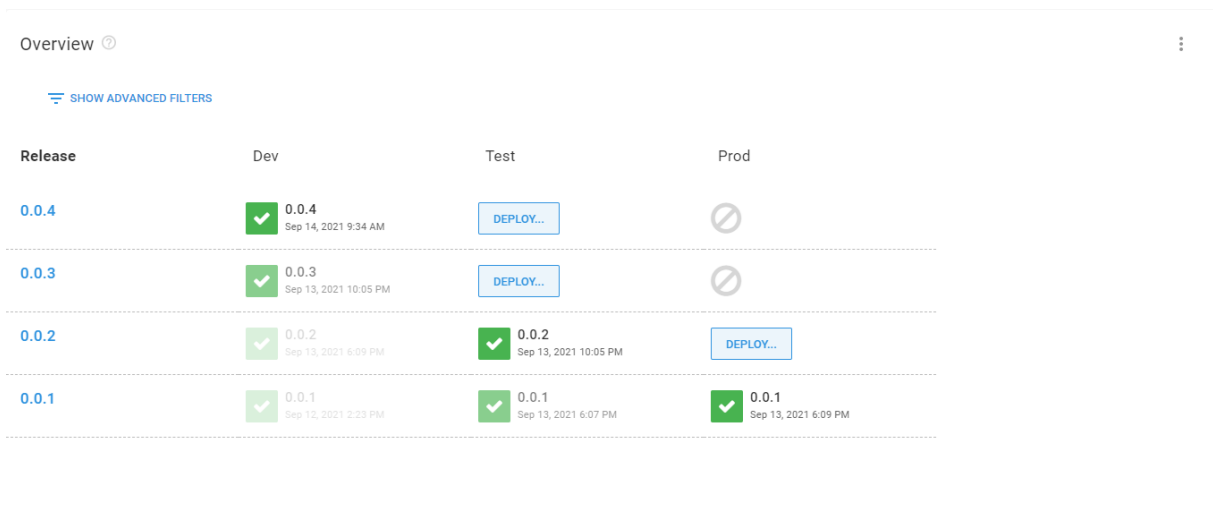 Overview
SHOW ADVANCED FILTERS
Release Dev Test Prod
0.0.4 0.0.4 DEPLOY...
Sep 14, 2021 9:34 AM
0.0.3 0.0.3 DEPLOY...
Sep 13, 2021 10:05 PM
0.0.2 0.0.2 0.0.2 DEPLOY...
Sep 13, 2021 6:09 PM Sep 13, 2021 10:05 PM
0.0.1 0.0.1 0.0.1 0.0.1
Sep 12, 2021 2:23 PM Sep 13, 2021 6:07 PM Sep 13, 2021 6:09 PM